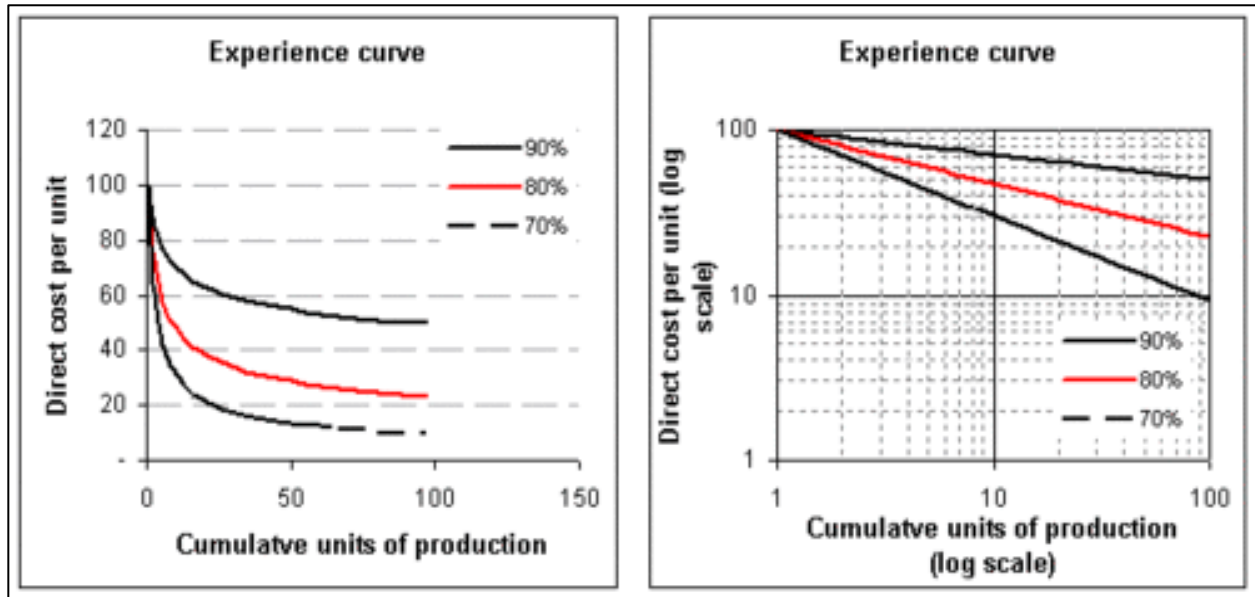 Experience curve
120
100
80
60
40
20
-
0
50
100
150
Direct cost per unit
Cumulatve units of production
90%
80%
70%
Experience curve
100
10
1
1
10
100
Direct cost per unit (log
scale)
Cumulatve units of production
(log scale)
90%
80%
70%